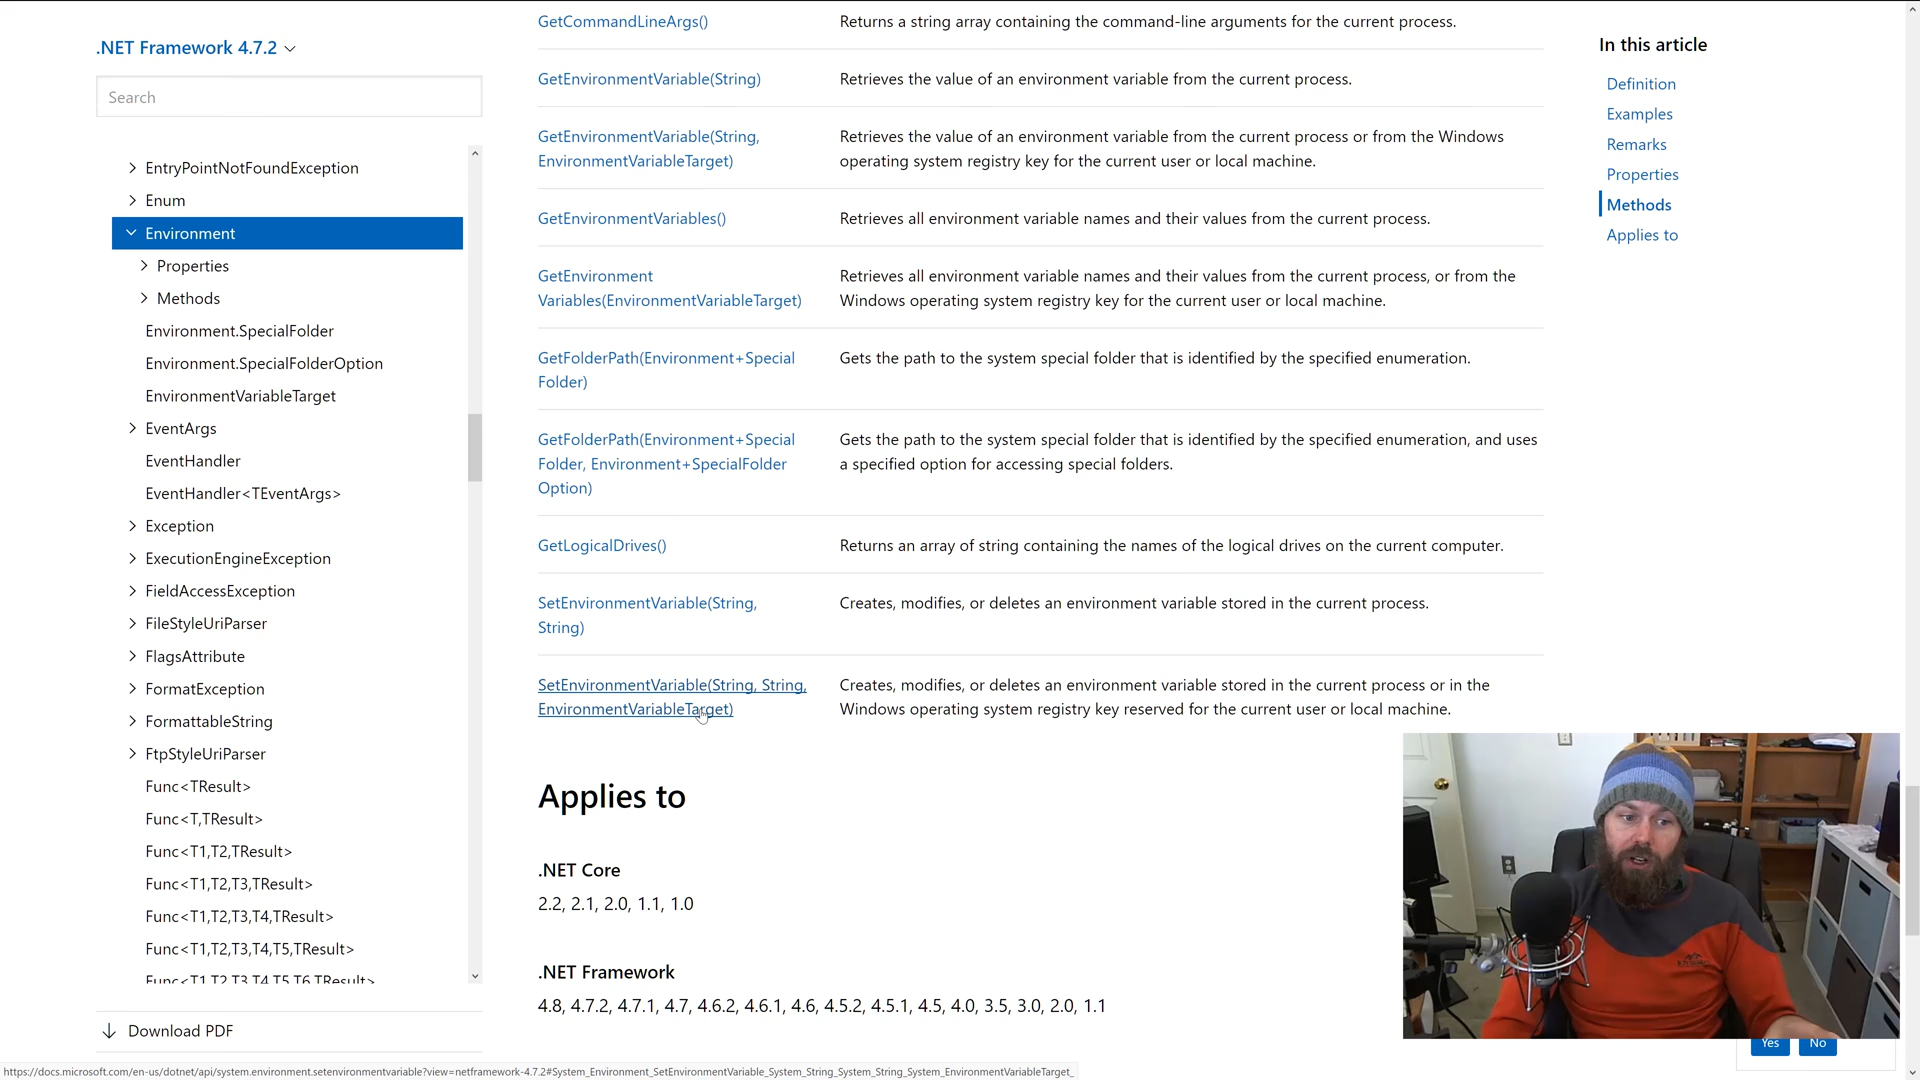 .NET Framework 4.7.2
Search
EntryPointNotFoundException
Enum
Environment
Properties
Methods
Environment.SpecialFolder
Environment.SpecialFolderOption
EnvironmentVariableTarget
EventArgs
EventHandler
EventHandler<TEventArgs>
Exception
ExecutionEngineException
FieldAccessException
FileStyleUriParser
FlagsAttribute
FormatException
FormattableString
FtpStyleUriParser
Func<TResult>
Func<T,TResult>
Func<T1,T2,TResult>
Func<T1,T2,T3,TResult>
Func<T1,T2,T3,T4,TResult>
Func<T1,T2,T3,T4,T5,TResult>
Func<T1,T2,T3,T4,T5,T6,TResult>
Download PDF
GetCommandLineArgs()
Returns a string array containing the command-line arguments for the current process.
GetEnvironmentVariable(String)
Retrieves the value of an environment variable from the current process.
GetEnvironmentVariable(String,
EnvironmentVariableTarget)
Retrieves the value of an environment variable from the current process or from the Windows
operating system registry key for the current user or local machine.
GetEnvironmentVariables()
Retrieves all environment variable names and their values from the current process.
GetEnvironment
Variables(EnvironmentVariableTarget)
Retrieves all environment variable names and their values from the current process, or from the
Windows operating system registry key for the current user or local machine.
GetFolderPath(Environment+Special
Folder)
Gets the path to the system special folder that is identified by the specified enumeration.
GetFolderPath(Environment+Special
Folder, Environment+SpecialFolder
Option)
Gets the path to the system special folder that is identified by the specified enumeration, and uses
a specified option for accessing special folders.
GetLogicalDrives()
Returns an array of string containing the names of the logical drives on the current computer.
SetEnvironmentVariable(String,
String)
Creates, modifies, or deletes an environment variable stored in the current process.
SetEnvironmentVariable(String, String,
EnvironmentVariableTarget)
Creates, modifies, or deletes an environment variable stored in the current process or in the
Windows operating system registry key reserved for the current user or local machine.
Applies to
.NET Core
2.2, 2.1, 2.0, 1.1, 1.0
.NET Framework
4.8, 4.7.2, 4.7.1, 4.7, 4.6.2, 4.6.1, 4.6, 4.5.2, 4.5.1, 4.5, 4.0, 3.5, 3.0, 2.0, 1.1
In this article
Definition
Examples
Remarks
Properties
Methods
Applies to
Yes
No
https://docs.microsoft.com/en-us/dotnet/api/system.environment.setenvironmentvariable?view=netframework-4.7.2#System_Environment_SetEnvironmentVariable_System_String_System_String_System_EnvironmentVariableTarget_